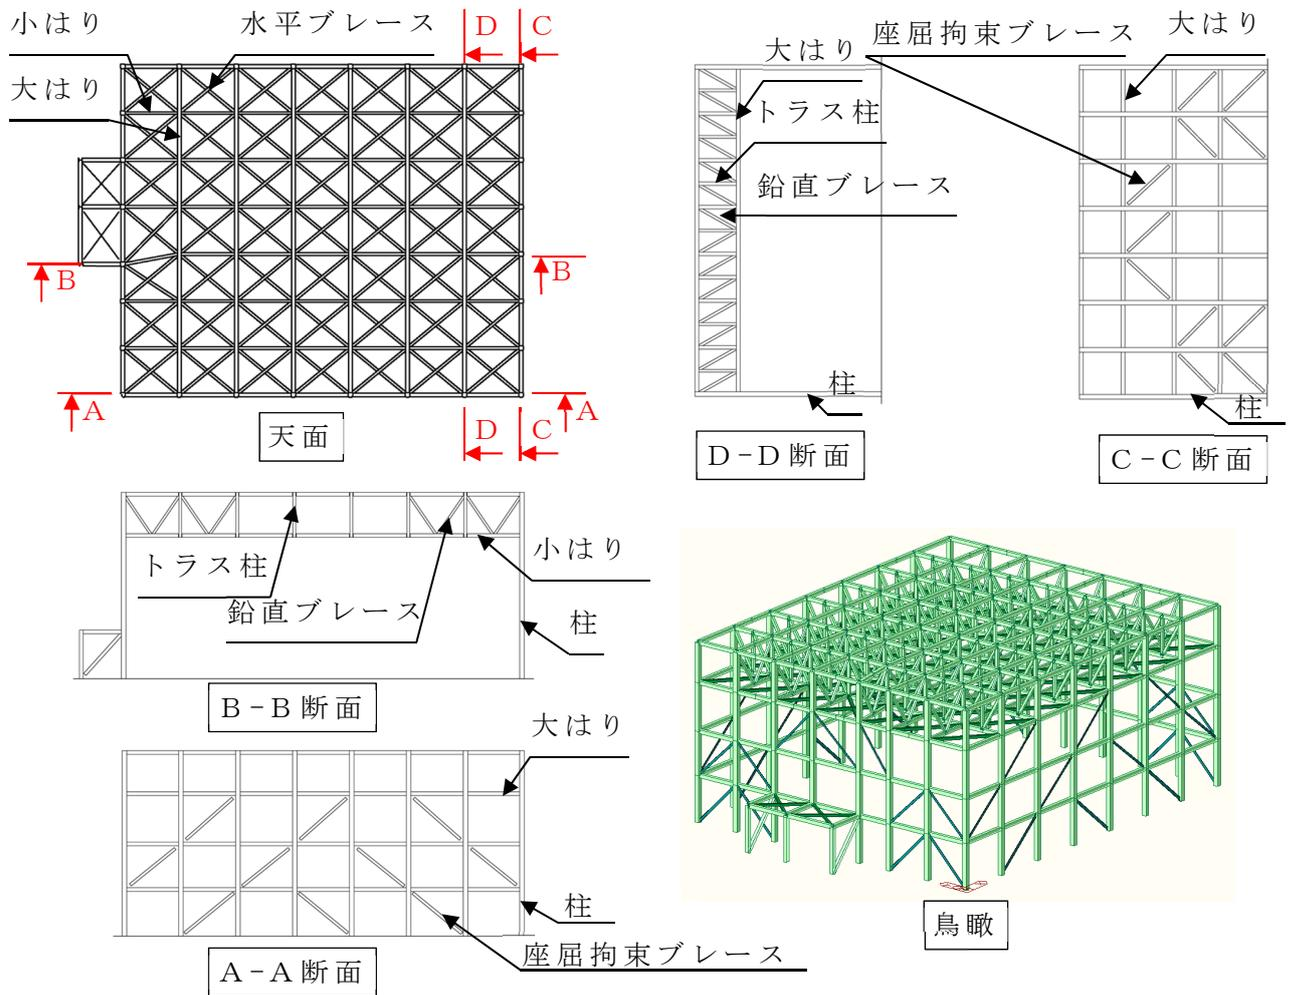 小はり
水平ブレース
D
C
大はり
B
B
A
A
D
C
天面
大はり
座屈拘束ブレース
大はり
トラス柱
鉛直ブレース
柱
柱
D-D断面
C-C断面
トラス柱
鉛直ブレース
小はり
柱
B-B断面
大はり
柱
座屈拘束ブレース
A-A断面
鳥瞰